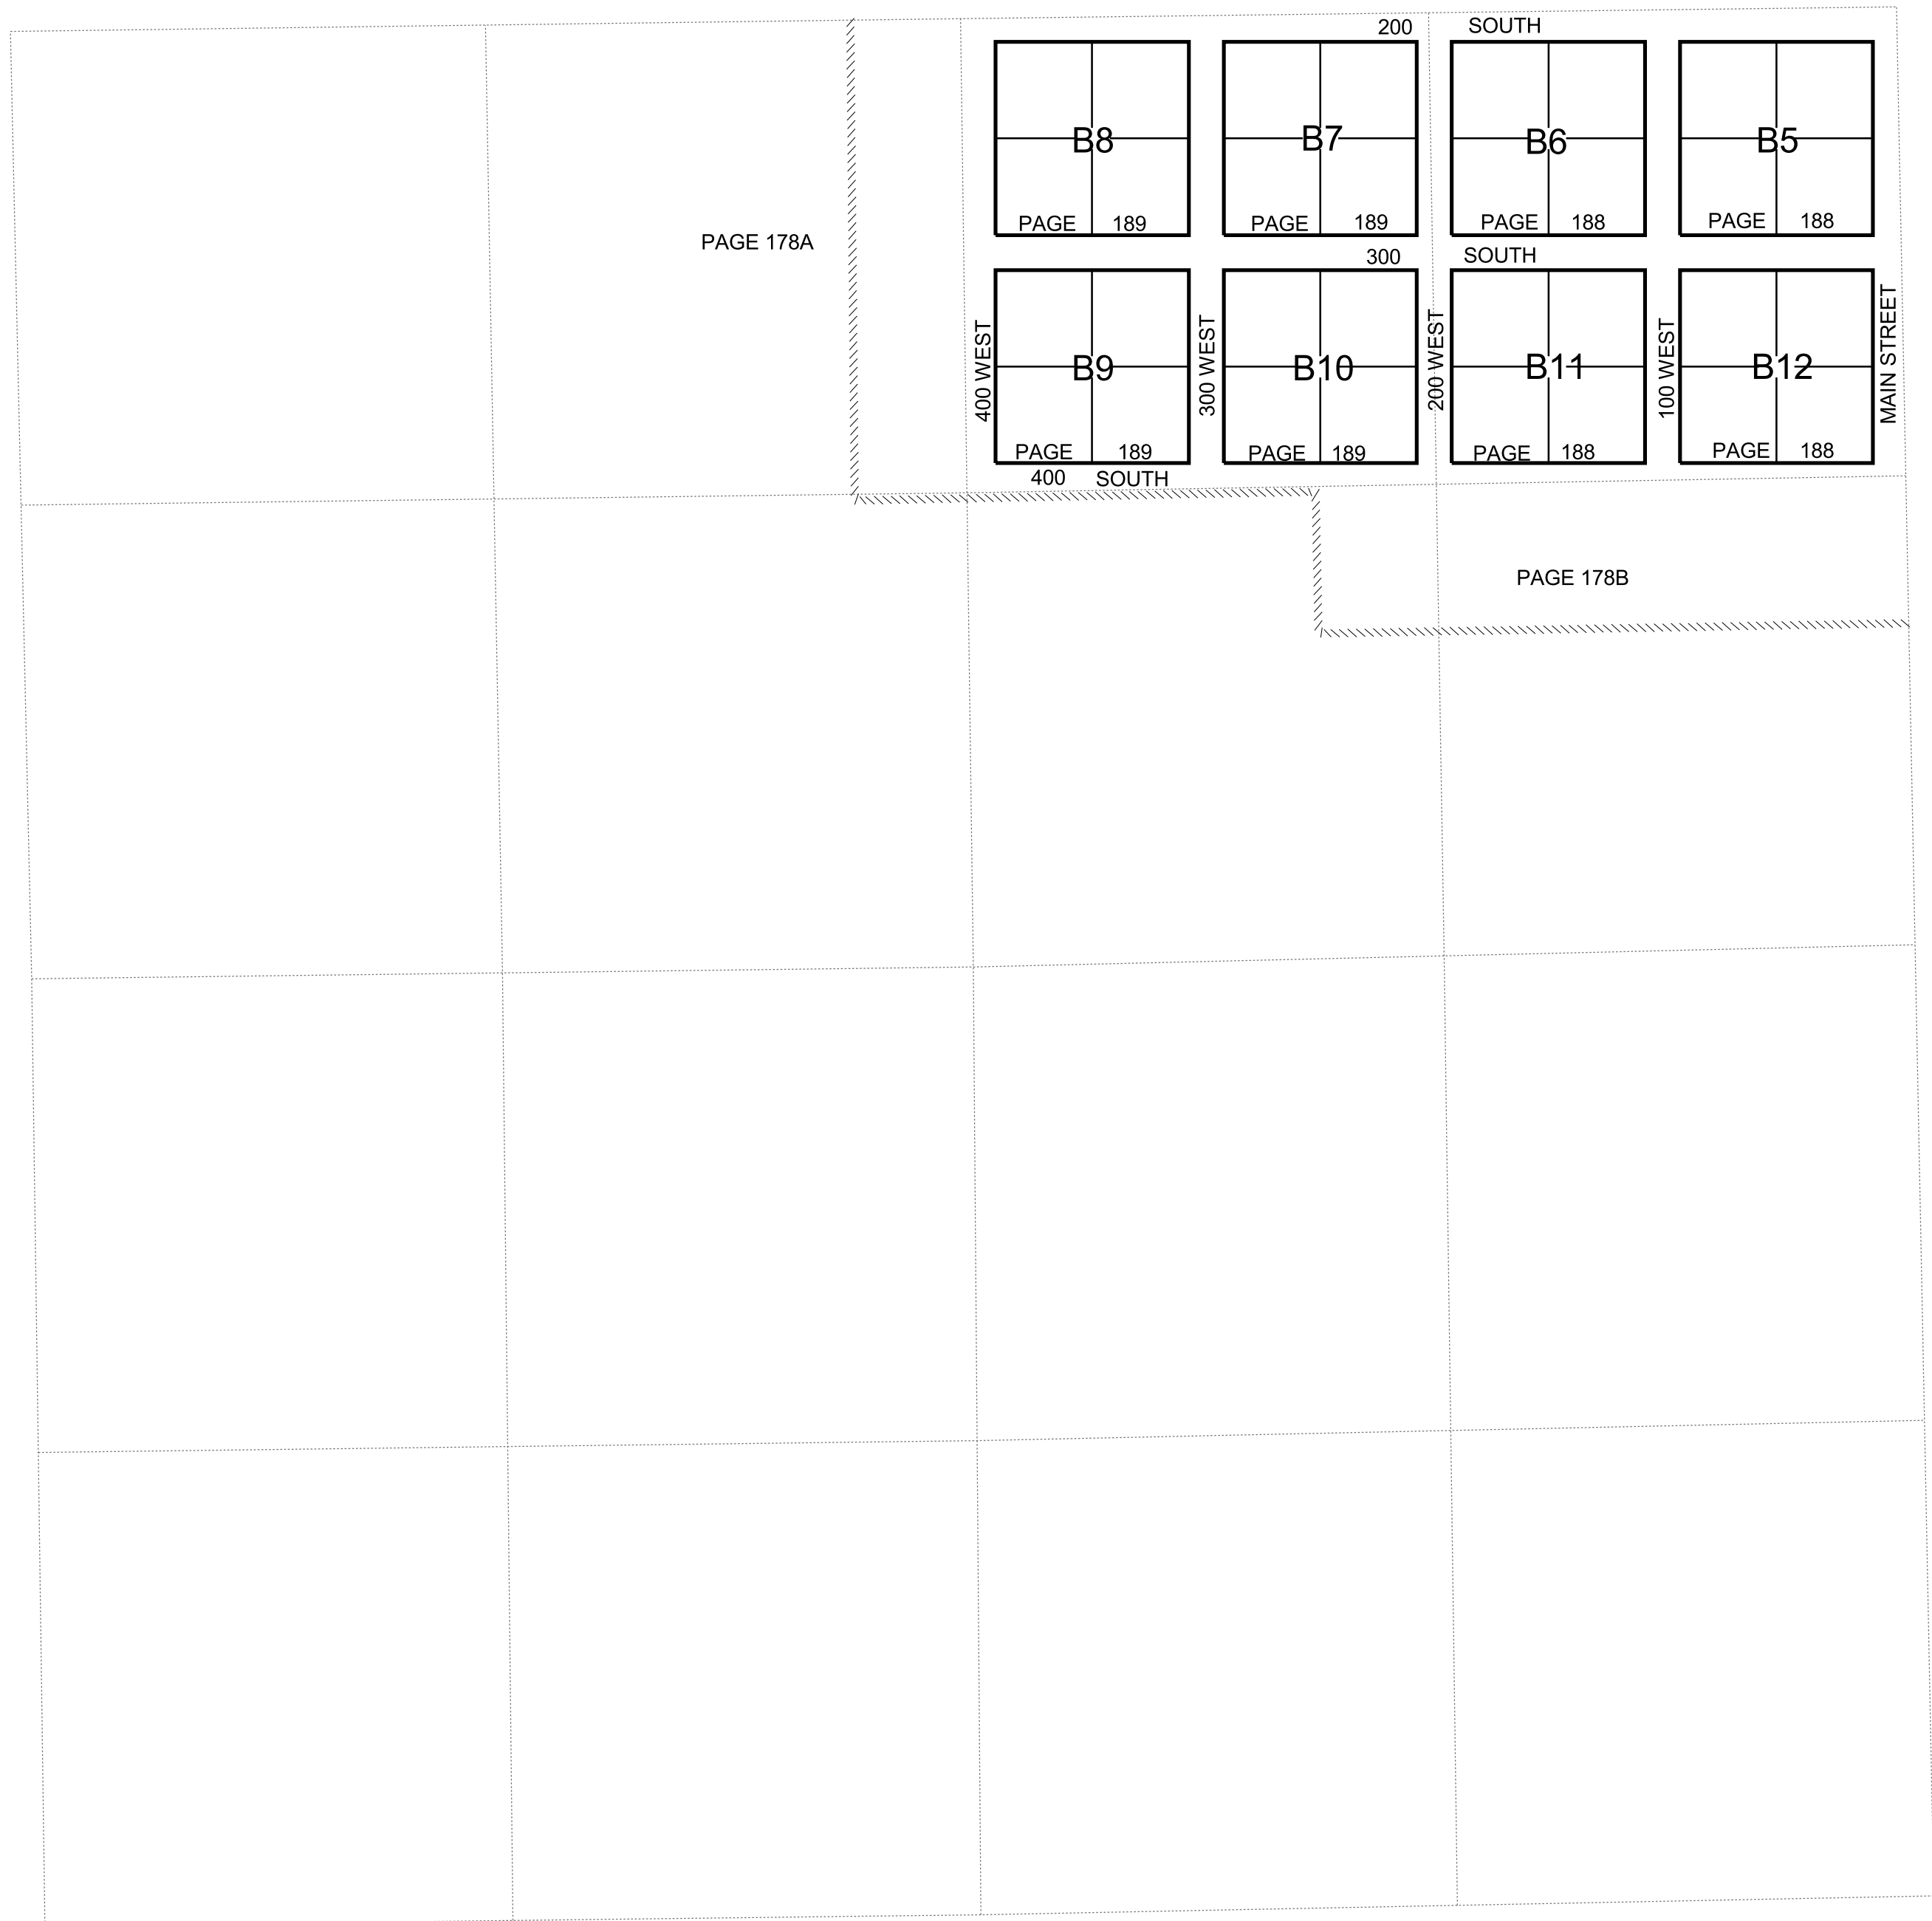 200 SOUTH
B8 B7 B6 B5
PAGE 189 PAGE 189 PAGE 188 PAGE 188
PAGE 178A
300 SOUTH
400 WEST 300 WEST 200 WEST 100 WEST MAIN STREET
B9 B10 B11 B12
PAGE 189 PAGE 189 PAGE 188 PAGE 188
400 SOUTH
PAGE 178B